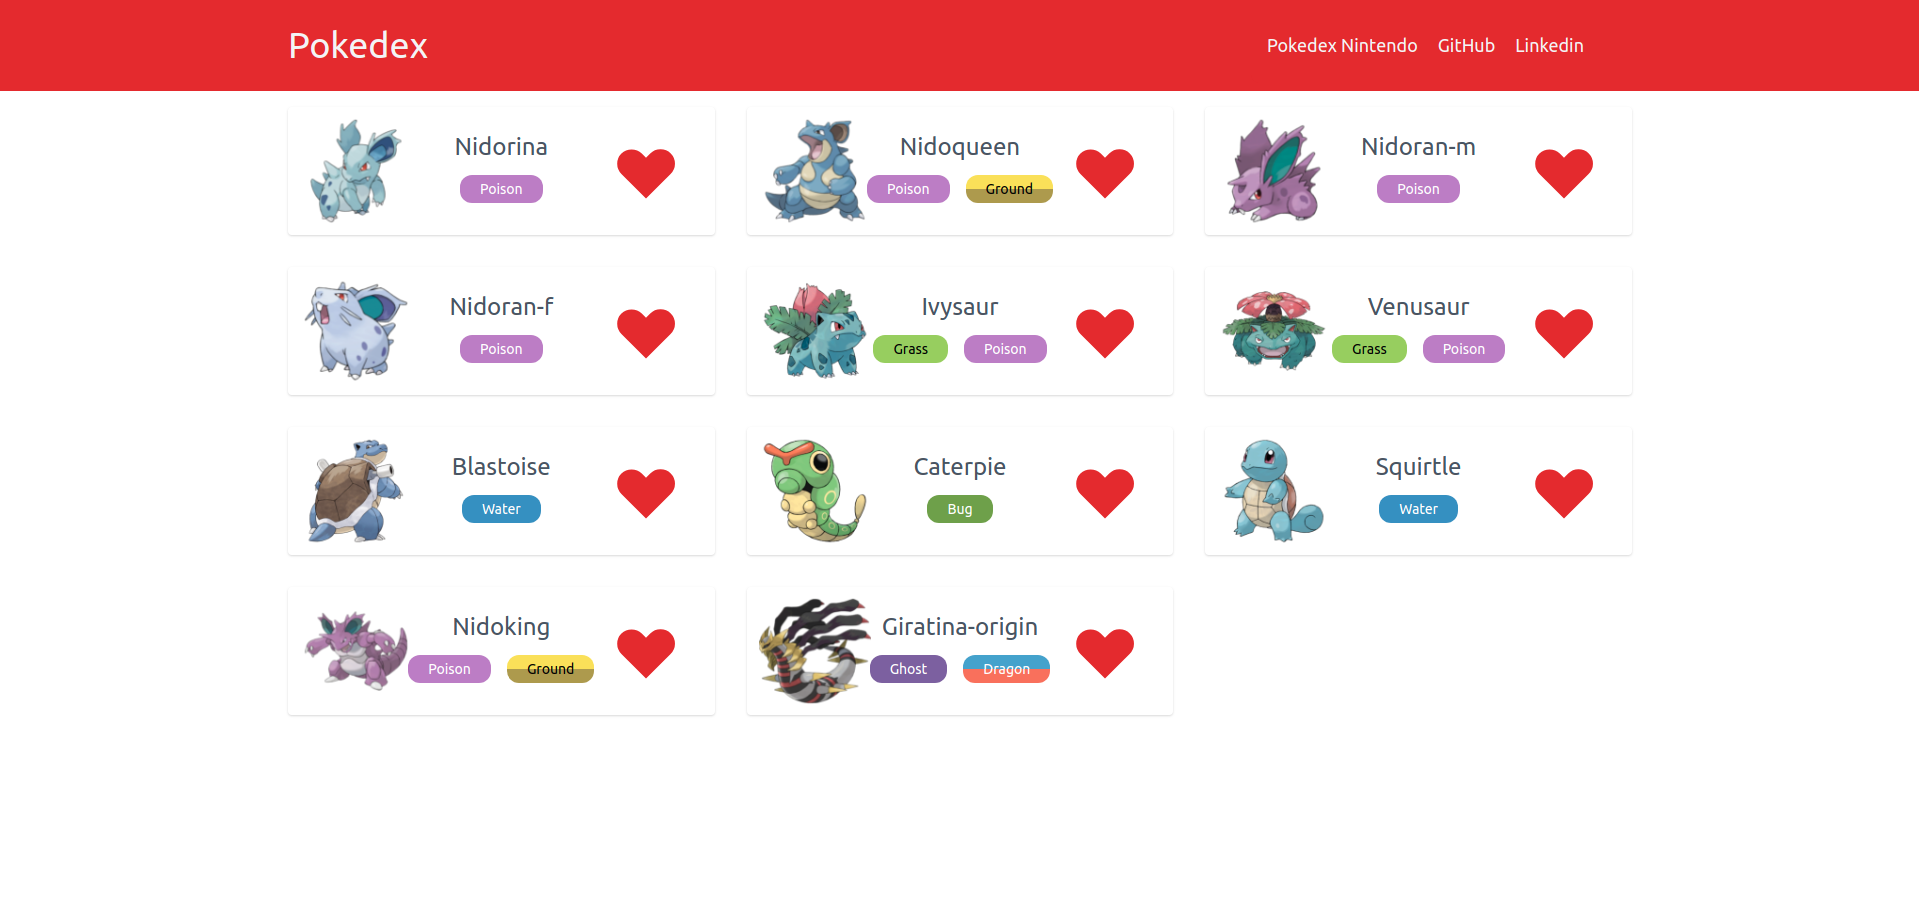 Pokedex
Pokedex Nintendo GitHub Linkedin
Nidorina
Poison
Nidoqueen
Poison Ground
Nidoran-m
Poison
Nidoran-f
Poison
Ivysaur
Grass Poison
Venusaur
Grass Poison
Blastoise
Water
Caterpie
Bug
Squirtle
Water
Nidoking
Poison Ground
Giratina-origin
Ghost Dragon